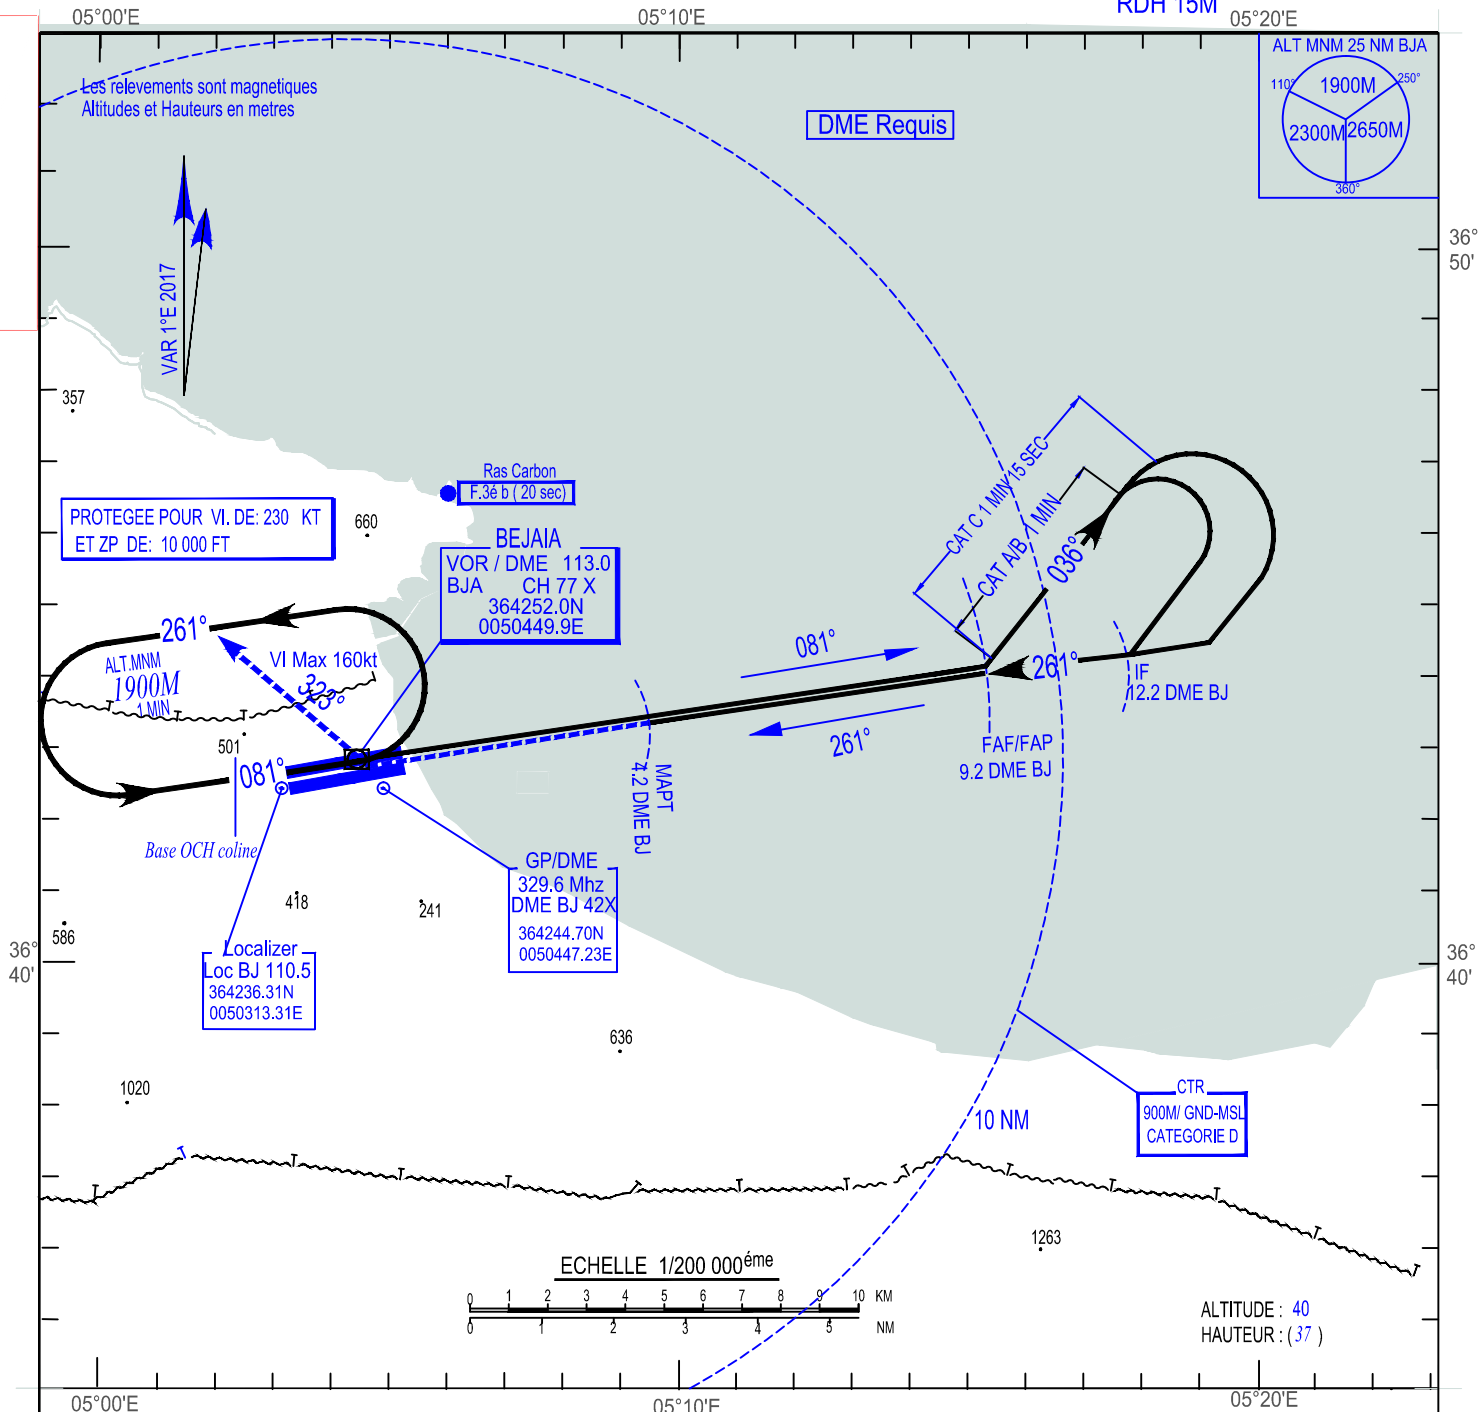 RDH 15M
05°00'E
05°10'E
05°20'E
ALT MNM 25 NM BJA
110°
1900M
250°
2300M
2650M
360°
Les relevements sont magnetiques
Altitudes et Hauteurs en metres
DME Requis
VAR 1°E 2017
36°
50'
357
Ras Carbon
F.3é b ( 20 sec)
PROTEGEE POUR VI. DE: 230 KT
ET ZP DE: 10 000 FT
660
BEJAIA
VOR / DME 113.0
BJA CH 77 X
364252.0N
0050449.9E
CAT C 1 MIN 15 SEC
CAT A/B 1 MIN
036°
261°
ALT.MNM
1900M
1 MIN
VI Max 160kt
323°
081°
261°
IF
12.2 DME BJ
261°
FAF/FAP
9.2 DME BJ
MAPT
4.2 DME BJ
501
081°
Base OCH coline
GP/DME
329.6 Mhz
DME BJ 42X
364244.70N
0050447.23E
418
241
586
Localizer
Loc BJ 110.5
364236.31N
0050313.31E
36°
40'
36°
40'
636
1020
CTR
900M/ GND-MSL
CATEGORIE D
10 NM
1263
ECHELLE 1/200 000éme
0 1 2 3 4 5 6 7 8 9 10 KM
0 1 2 3 4 5 NM
ALTITUDE : 40
HAUTEUR : ( 37 )
05°00'E
05°10'E
05°20'E